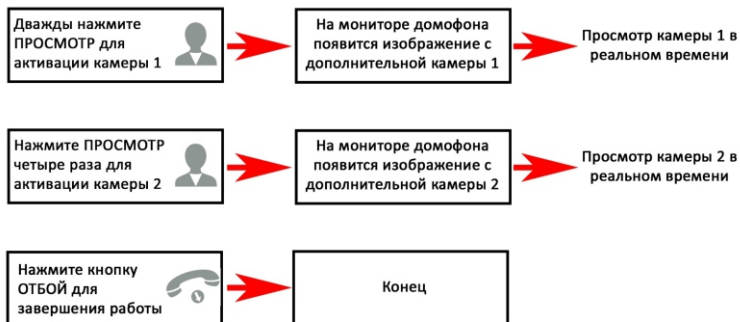 Дважды нажмите
ПРОСМОТР для
активации камеры 1
На мониторе домофона
появится изображение с
дополнительной камеры 1
Просмотр камеры 1 в
реальном времени
Нажмите ПРОСМОТР
четыре раза для
активации камеры 2
На мониторе домофона
появится изображение с
дополнительной камеры 2
Просмотр камеры 2 в
реальном времени
Нажмите кнопку
ОТБОЙ для
завершения работы
Конец